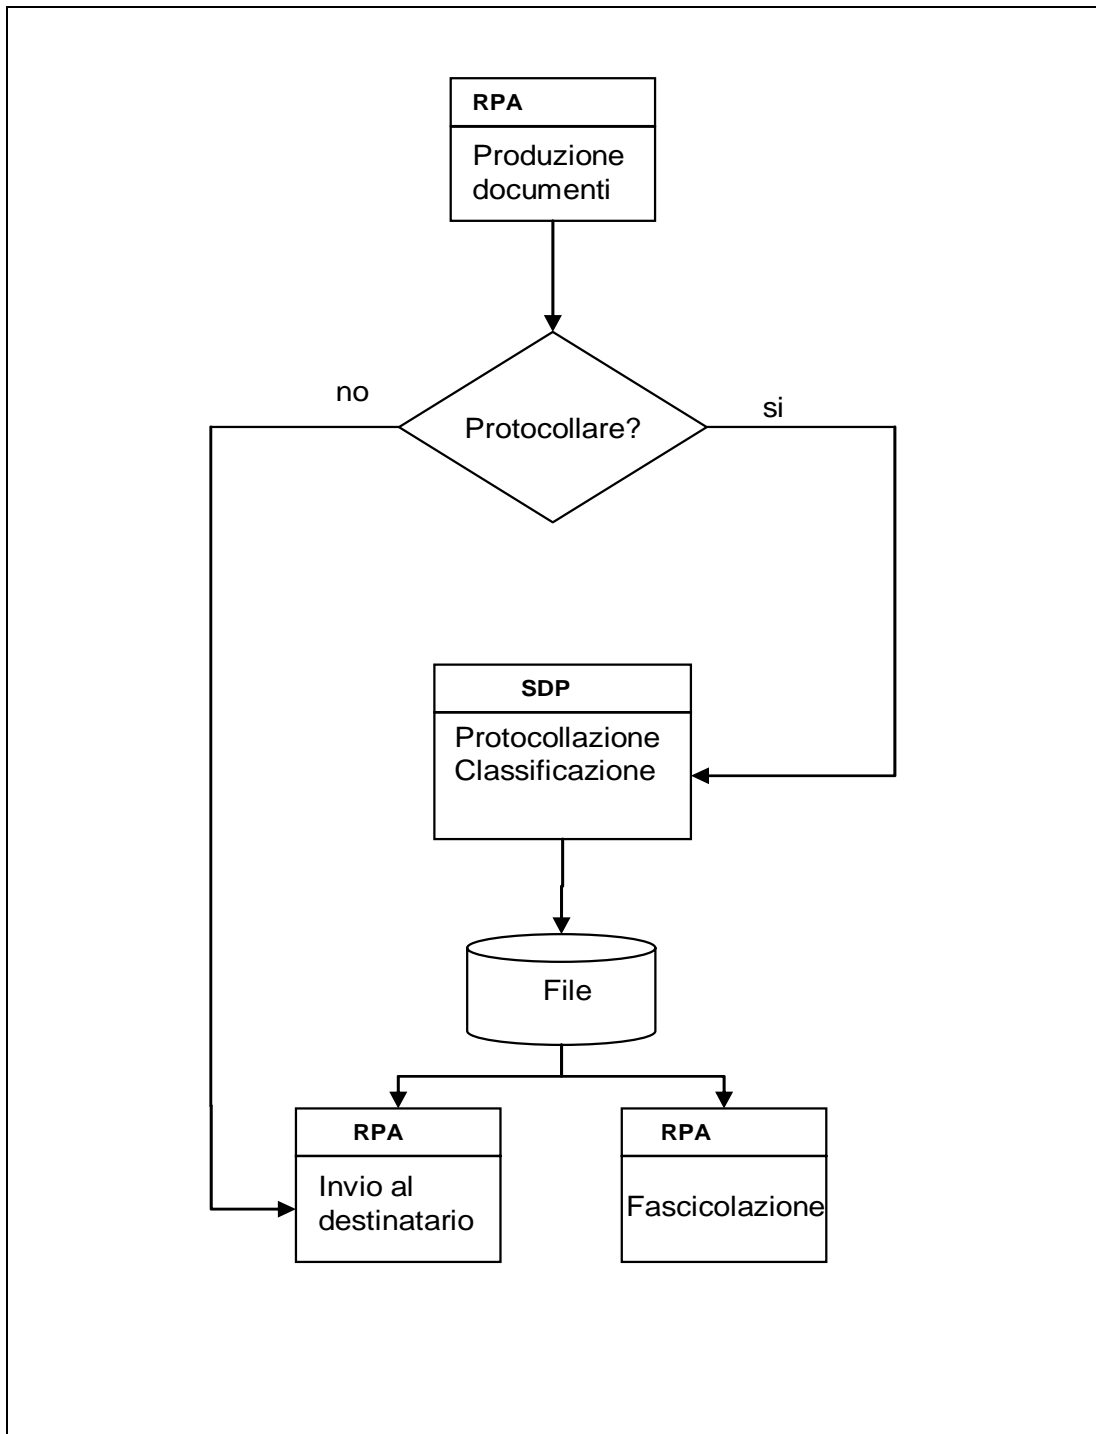 RPA
Produzione
documenti
no
si
Protocollare?
SDP
Protocollazione
Classificazione
File
RPA
Invio al
destinatario
RPA
Fascicolazione